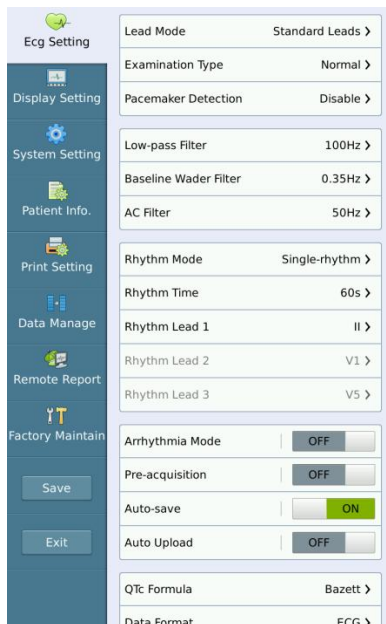 Ecg Setting
Display Setting
System Setting
Patient Info.
Print Setting
Data Manage
Remote Report
Factory Maintain
Save
Exit
Lead Mode Standard Leads >
Examination Type Normal >
Pacemaker Detection Disable >
Low-pass Filter 100Hz >
Baseline Wader Filter 0.35Hz >
AC Filter 50Hz >
Rhythm Mode Single-rhythm >
Rhythm Time 60s >
Rhythm Lead 1 II >
Rhythm Lead 2 V1 >
Rhythm Lead 3 V5 >
Arrhythmia Mode OFF
Pre-acquisition OFF
Auto-save ON
Auto Upload OFF
QTc Formula Bazett >
Data Format ECG >